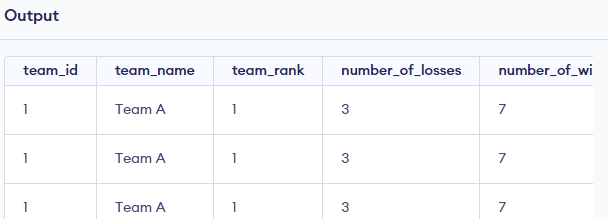 Output
team_id team_name team_rank number_of_losses number_of_wi
1 Team A 1 3 7
1 Team A 1 3 7
1 Team A 1 3 7